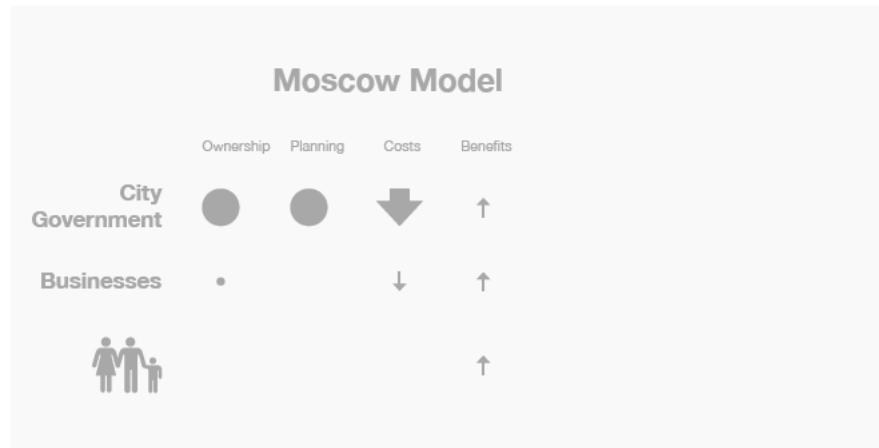 Moscow Model
Ownership Planning Costs Benefits
City
Government
Businesses